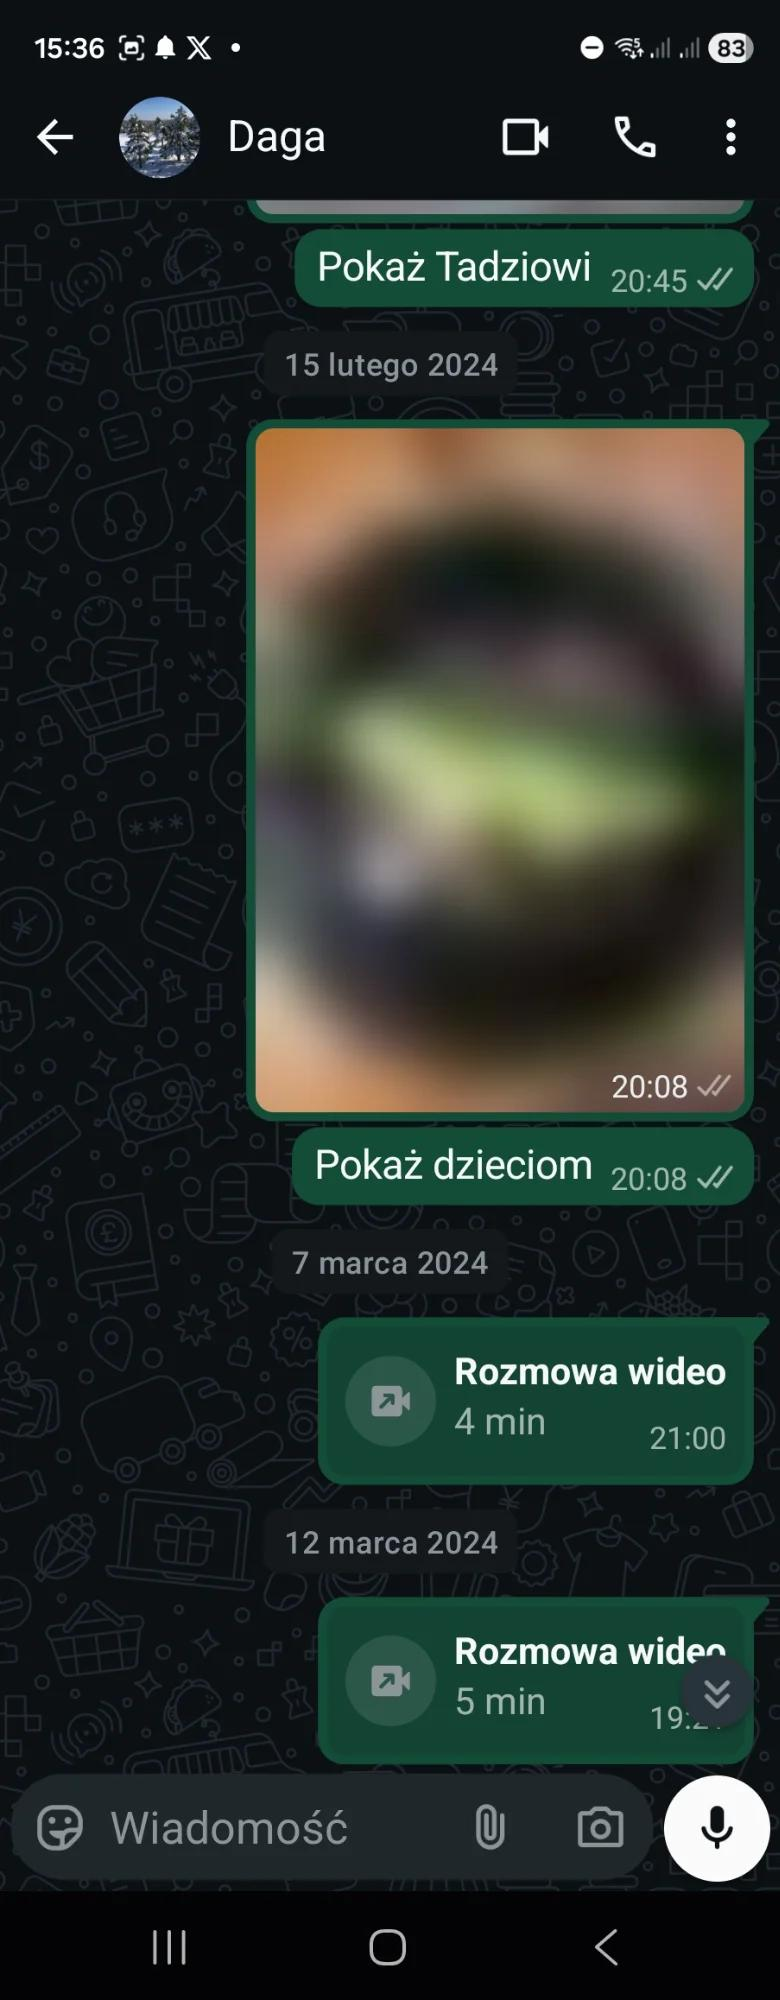 15:36
83
Daga
Pokaż Tadziowi 20:45
15 lutego 2024
20:08
Pokaż dzieciom 20:08
7 marca 2024
Rozmowa wideo
4 min 21:00
12 marca 2024
Rozmowa wideo
5 min
Wiadomość